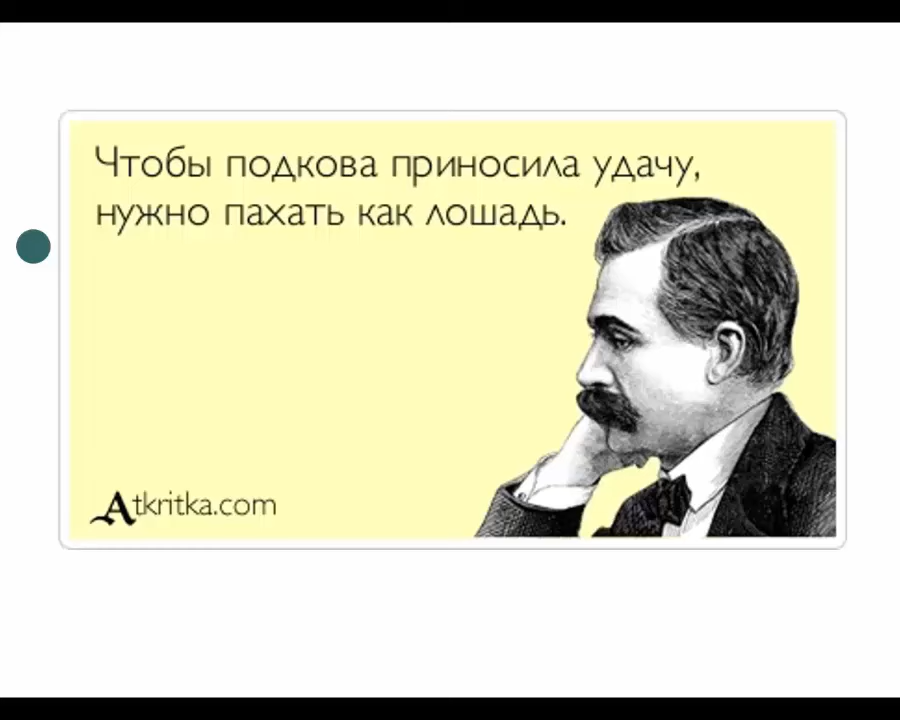 Чтобы подкова приносила удачу,
нужно пахать как лошадь.
Atkritka.com